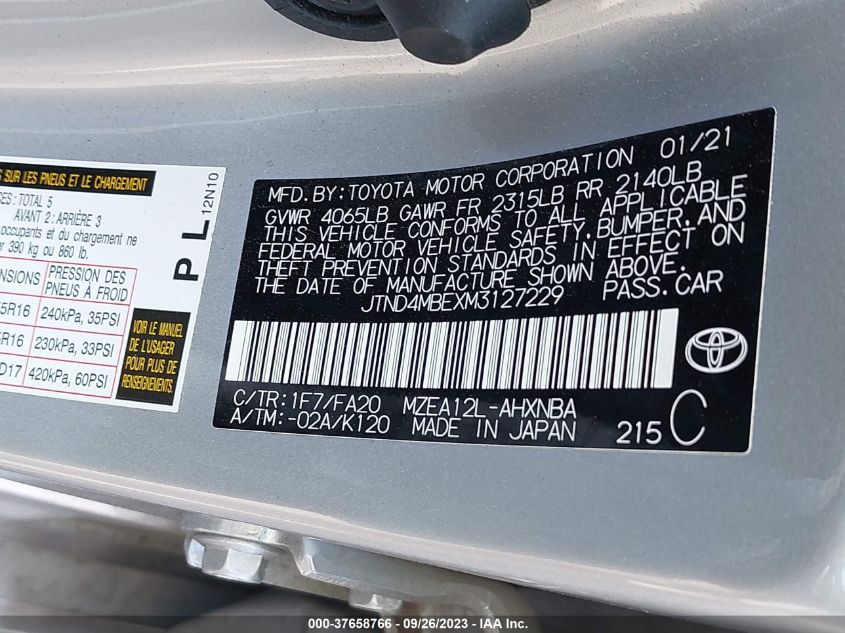 S SUR LES PNEUS ET LE CHARGEMENT
TOTAL 5
AVANT 2: ARRIÈRE 3
occupants et du chargement ne
er 390 kg ou 860 lb.
PRESSION DES
PNEUS À FROID
5R16 240kPa, 35PSI
5R16 230kPa, 33PSI
D17 420kPa, 60PSI
VOIR LE MANUEL
DE L'USAGER
POUR PLUS DE
RENSEIGNEMENTS.
P L
12N10
MFD.BY:TOYOTA MOTOR CORPORATION 01/21
GVWR 4065LB GAWR FR 2315LB RR 2140LB
THIS VEHICLE CONFORMS TO ALL APPLICABLE
FEDERAL MOTOR VEHICLE SAFETY,BUMPER,AND
THEFT PREVENTION STANDARDS IN EFFECT ON
THE DATE OF MANUFACTURE SHOWN ABOVE.
JTND4MBEXM3127229 PASS.CAR
C/TR:1F7/FA20 MZEA12L-AHXNBA
A/TM:-02A/K120 MADE IN JAPAN 215 C
000-37658766 - 09/26/2023 - IAA Inc.